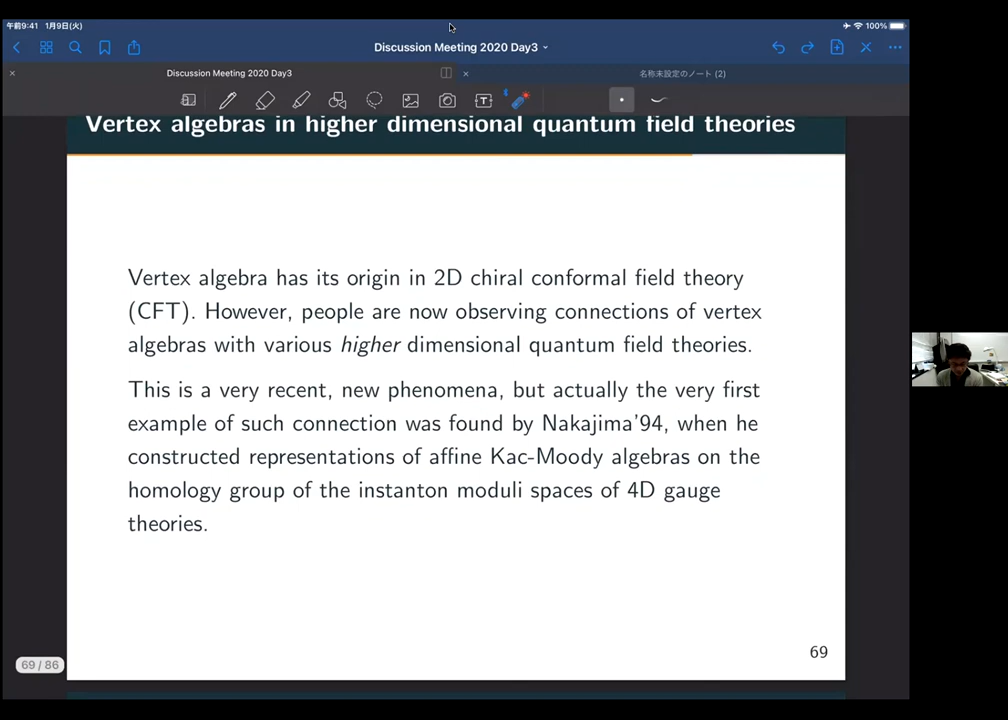 午前9:41 1月9日(火)
100%
Discussion Meeting 2020 Day3
Discussion Meeting 2020 Day3
名称未設定のノート (2)
T
Vertex algebras in higher dimensional quantum field theories
Vertex algebra has its origin in 2D chiral conformal field theory
(CFT). However, people are now observing connections of vertex
algebras with various higher dimensional quantum field theories.
This is a very recent, new phenomena, but actually the very first
example of such connection was found by Nakajima'94, when he
constructed representations of affine Kac-Moody algebras on the
homology group of the instanton moduli spaces of 4D gauge
theories.
69 / 86
69